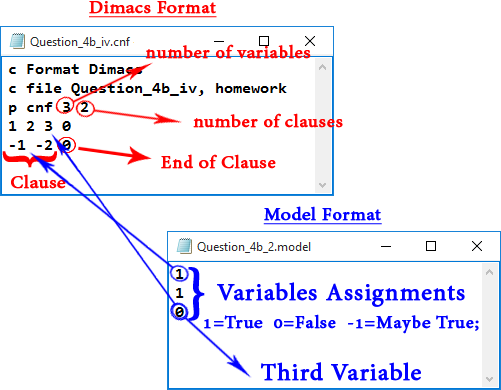 Dimacs Format
Question_4b_iv.cnf
number of variables
c Format Dimacs
c file Question_4b_iv, homework
p cnf 3 2
number of clauses
1 2 3 0
-1 -2 0
End of Clause
Clause
Model Format
Question_4b_2.model
1
1
0
Variables Assignments
1=True 0=False -1=Maybe True;
Third Variable